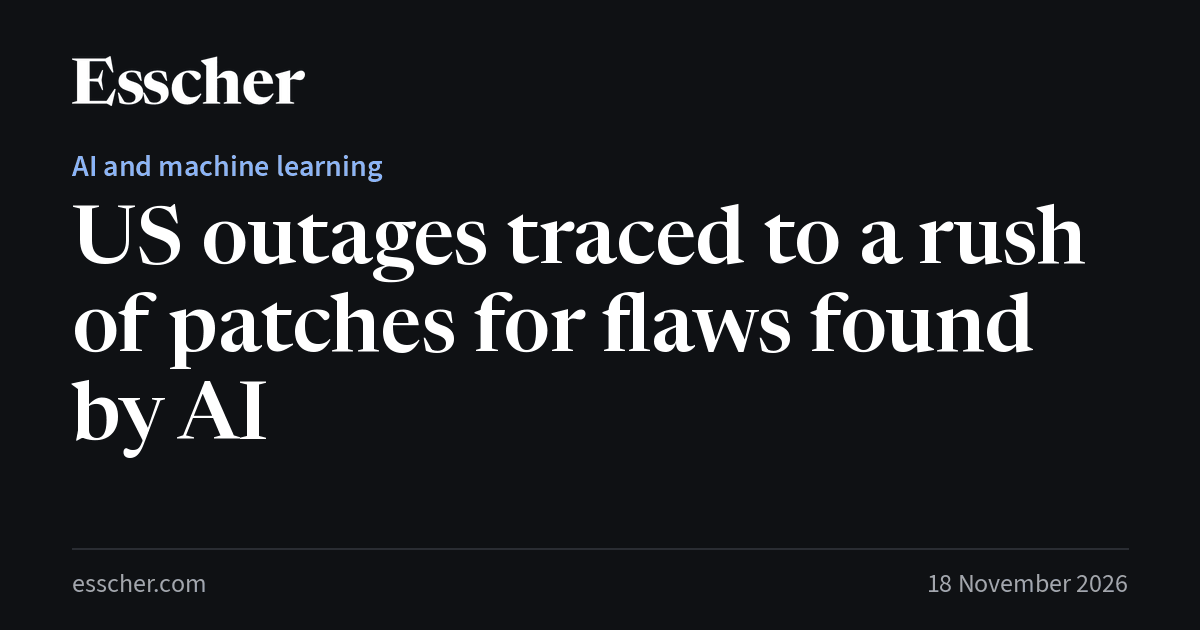 Esscher
AI and machine learning
US outages traced to a rush
of patches for flaws found
by AI
esscher.com
18 November 2026